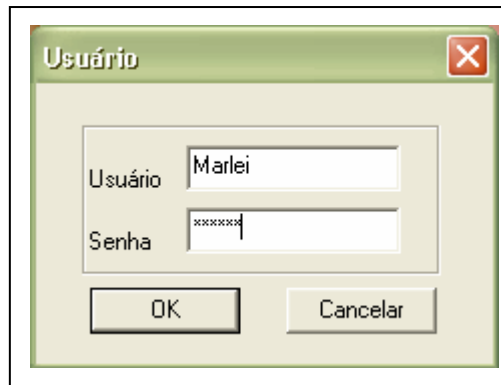 Usuário
Usuário Marlei
Senha ******
OK Cancelar